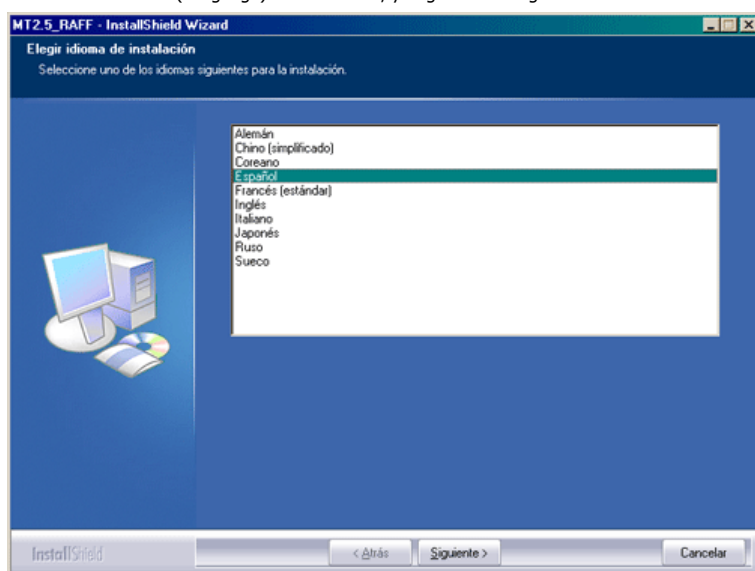 MT2.5_RAFF - InstallShield Wizard
Elegir idioma de instalación
Seleccione uno de los idiomas siguientes para la instalación.
Alemán
Chino (simplificado)
Coreano
Español
Francés (estándar)
Inglés
Italiano
Japonés
Ruso
Sueco
InstallShield
< Atrás
Siguiente >
Cancelar